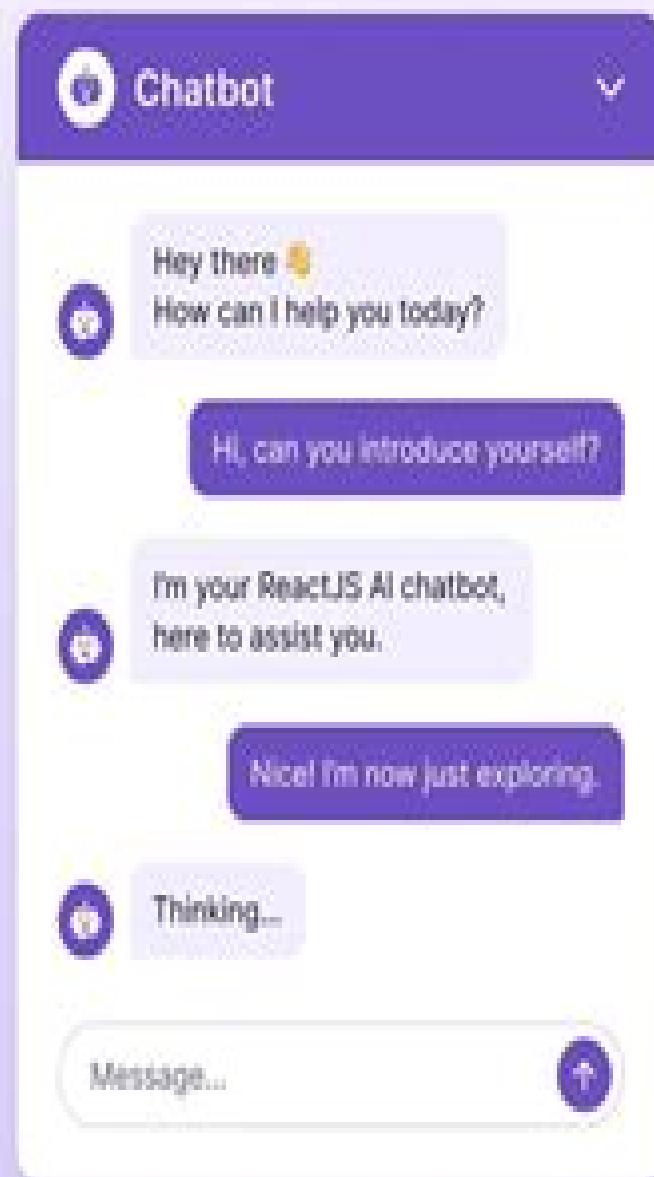 Chatbot
Hey there 👋
How can I help you today?
Hi, can you introduce yourself?
I'm your ReactJS AI chatbot,
here to assist you.
Nice! I'm now just exploring.
Thinking...
Message...